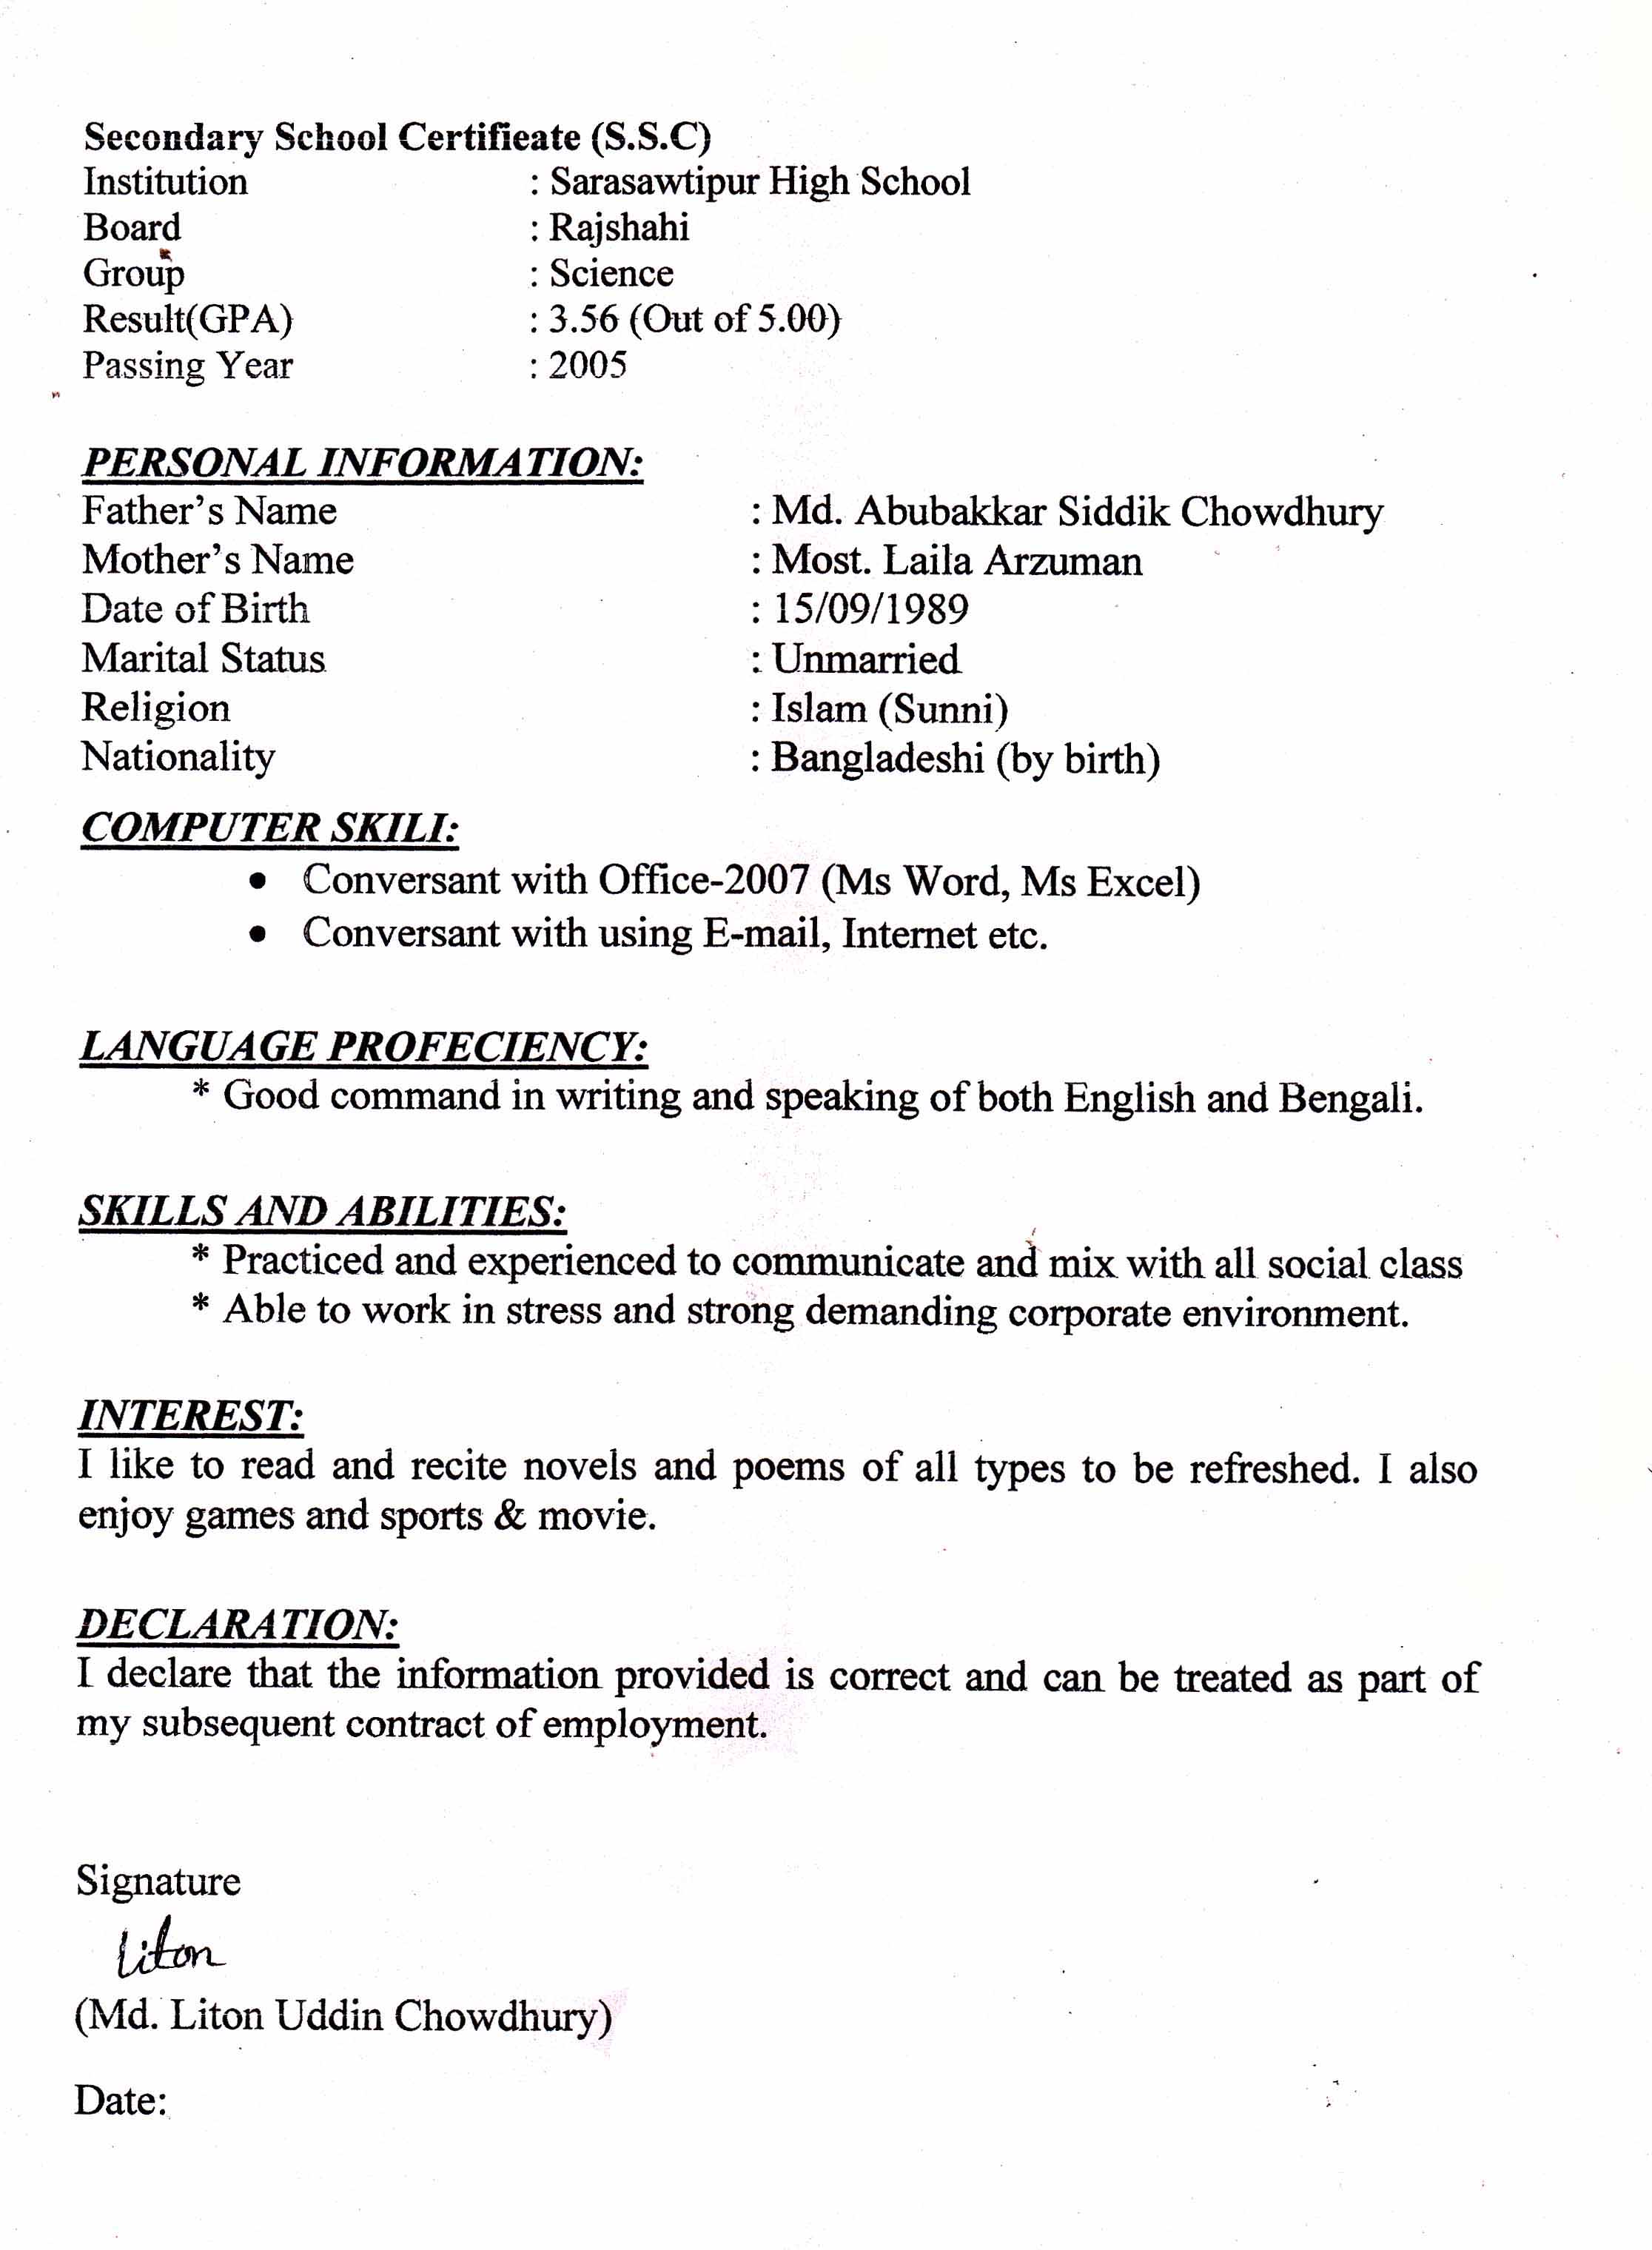 Secondary School Certifieate (S.S.C)
Institution : Sarasawtipur High School
Board : Rajshahi
Group : Science
Result(GPA) : 3.56 (Out of 5.00)
Passing Year : 2005
PERSONAL INFORMATION:
Father's Name : Md. Abubakkar Siddik Chowdhury
Mother's Name : Most. Laila Arzuman
Date of Birth : 15/09/1989
Marital Status : Unmarried
Religion : Islam (Sunni)
Nationality : Bangladeshi (by birth)
COMPUTER SKILI:
• Conversant with Office-2007 (Ms Word, Ms Excel)
• Conversant with using E-mail, Internet etc.
LANGUAGE PROFECIENCY:
* Good command in writing and speaking of both English and Bengali.
SKILLS AND ABILITIES:
* Practiced and experienced to communicate and mix with all social class
* Able to work in stress and strong demanding corporate environment.
INTEREST:
I like to read and recite novels and poems of all types to be refreshed. I also
enjoy games and sports & movie.
DECLARATION:
I declare that the information provided is correct and can be treated as part of
my subsequent contract of employment.
Signature
Liton
(Md. Liton Uddin Chowdhury)
Date: